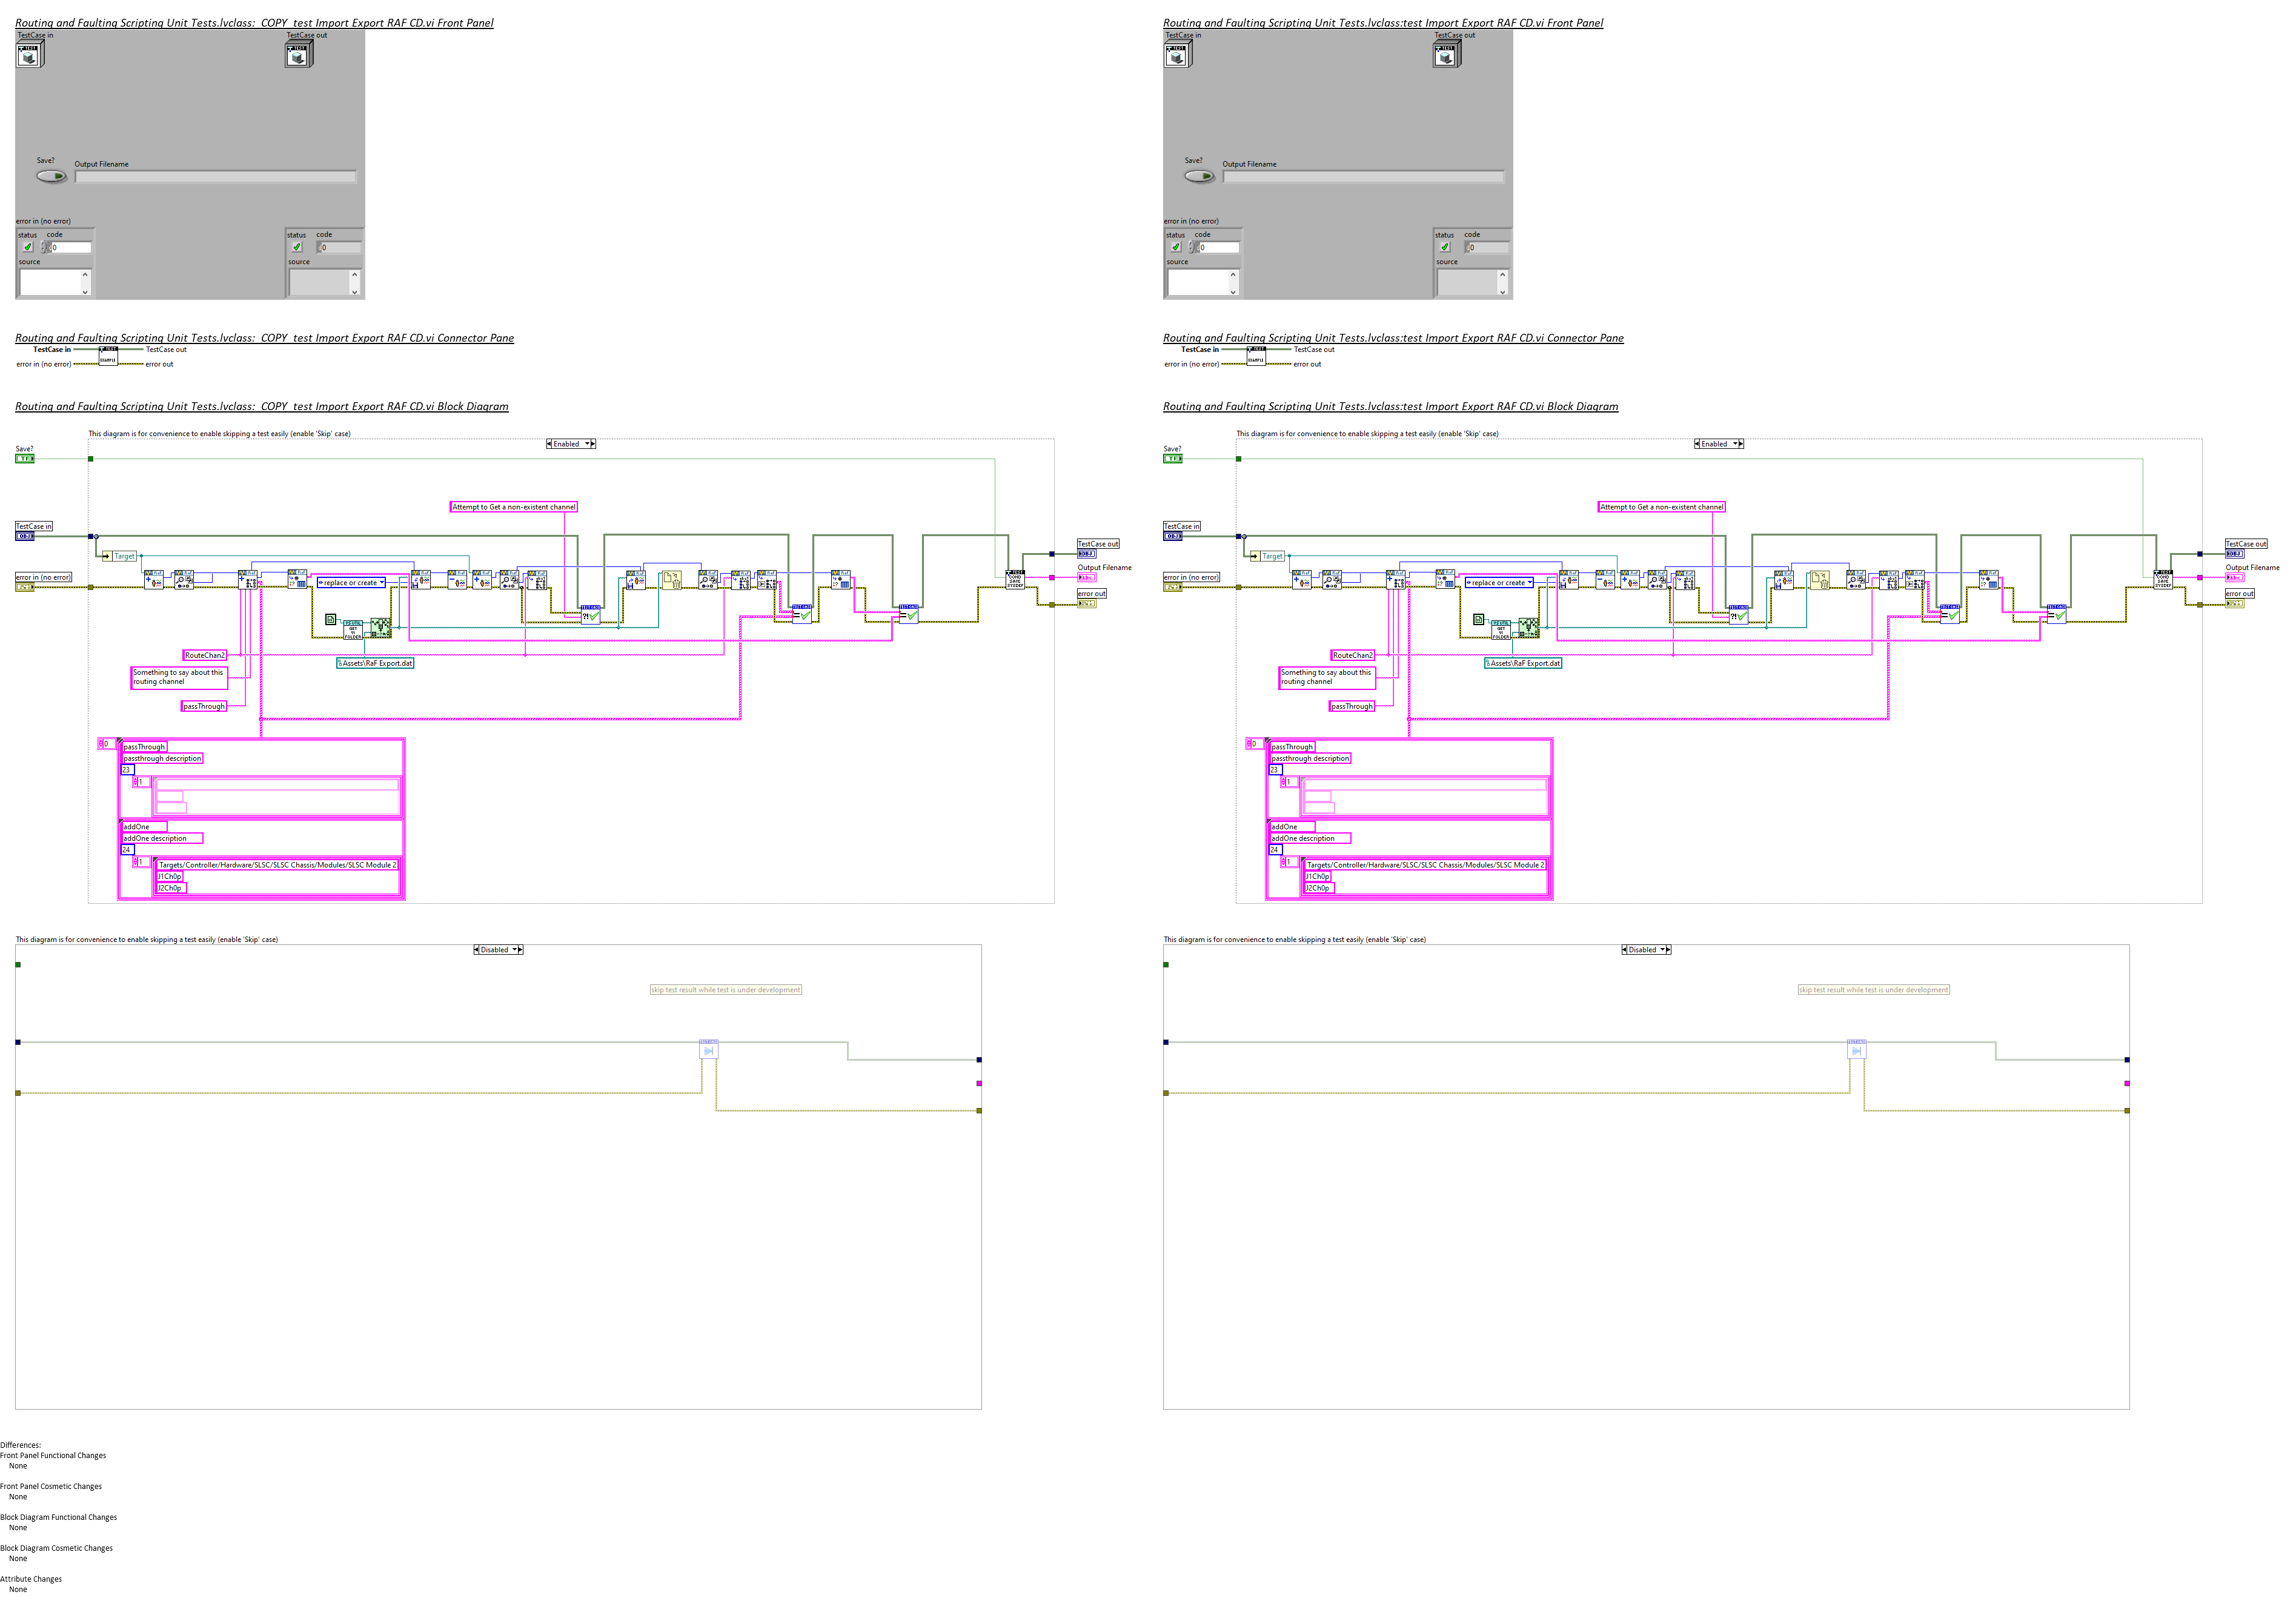 Routing and Faulting Scripting Unit Tests.lvclass:_COPY_test Import Export RAF CD.vi Front Panel
TestCase in
TestCase out
Save?
Output Filename
error in (no error)
status
code
0
source
status
code
0
source
Routing and Faulting Scripting Unit Tests.lvclass:_COPY_test Import Export RAF CD.vi Connector Pane
TestCase in
TestCase out
error in (no error)
error out
Routing and Faulting Scripting Unit Tests.lvclass:_COPY_test Import Export RAF CD.vi Block Diagram
This diagram is for convenience to enable skipping a test easily (enable 'Skip' case)
Enabled
Save?
Attempt to Get a non-existent channel
TestCase in
Target
TestCase out
Output Filename
error in (no error)
replace or create
error out
RouteChan2
Assets\RaF Export.dat
Something to say about this
routing channel
passThrough
0
passThrough
passthrough description
23
1
addOne
addOne description
24
1
Targets/Controller/Hardware/SLSC/SLSC Chassis/Modules/SLSC Module 2
J1Ch0p
J2Ch0p
This diagram is for convenience to enable skipping a test easily (enable 'Skip' case)
Disabled
skip test result while test is under development
Routing and Faulting Scripting Unit Tests.lvclass:test Import Export RAF CD.vi Front Panel
TestCase in
TestCase out
Save?
Output Filename
error in (no error)
status
code
0
source
status
code
0
source
Routing and Faulting Scripting Unit Tests.lvclass:test Import Export RAF CD.vi Connector Pane
TestCase in
TestCase out
error in (no error)
error out
Routing and Faulting Scripting Unit Tests.lvclass:test Import Export RAF CD.vi Block Diagram
This diagram is for convenience to enable skipping a test easily (enable 'Skip' case)
Enabled
Save?
Attempt to Get a non-existent channel
TestCase in
Target
TestCase out
Output Filename
error in (no error)
replace or create
error out
RouteChan2
Assets\RaF Export.dat
Something to say about this
routing channel
passThrough
0
passThrough
passthrough description
23
1
addOne
addOne description
24
1
Targets/Controller/Hardware/SLSC/SLSC Chassis/Modules/SLSC Module 2
J1Ch0p
J2Ch0p
This diagram is for convenience to enable skipping a test easily (enable 'Skip' case)
Disabled
skip test result while test is under development
Differences:
Front Panel Functional Changes
None
Front Panel Cosmetic Changes
None
Block Diagram Functional Changes
None
Block Diagram Cosmetic Changes
None
Attribute Changes
None